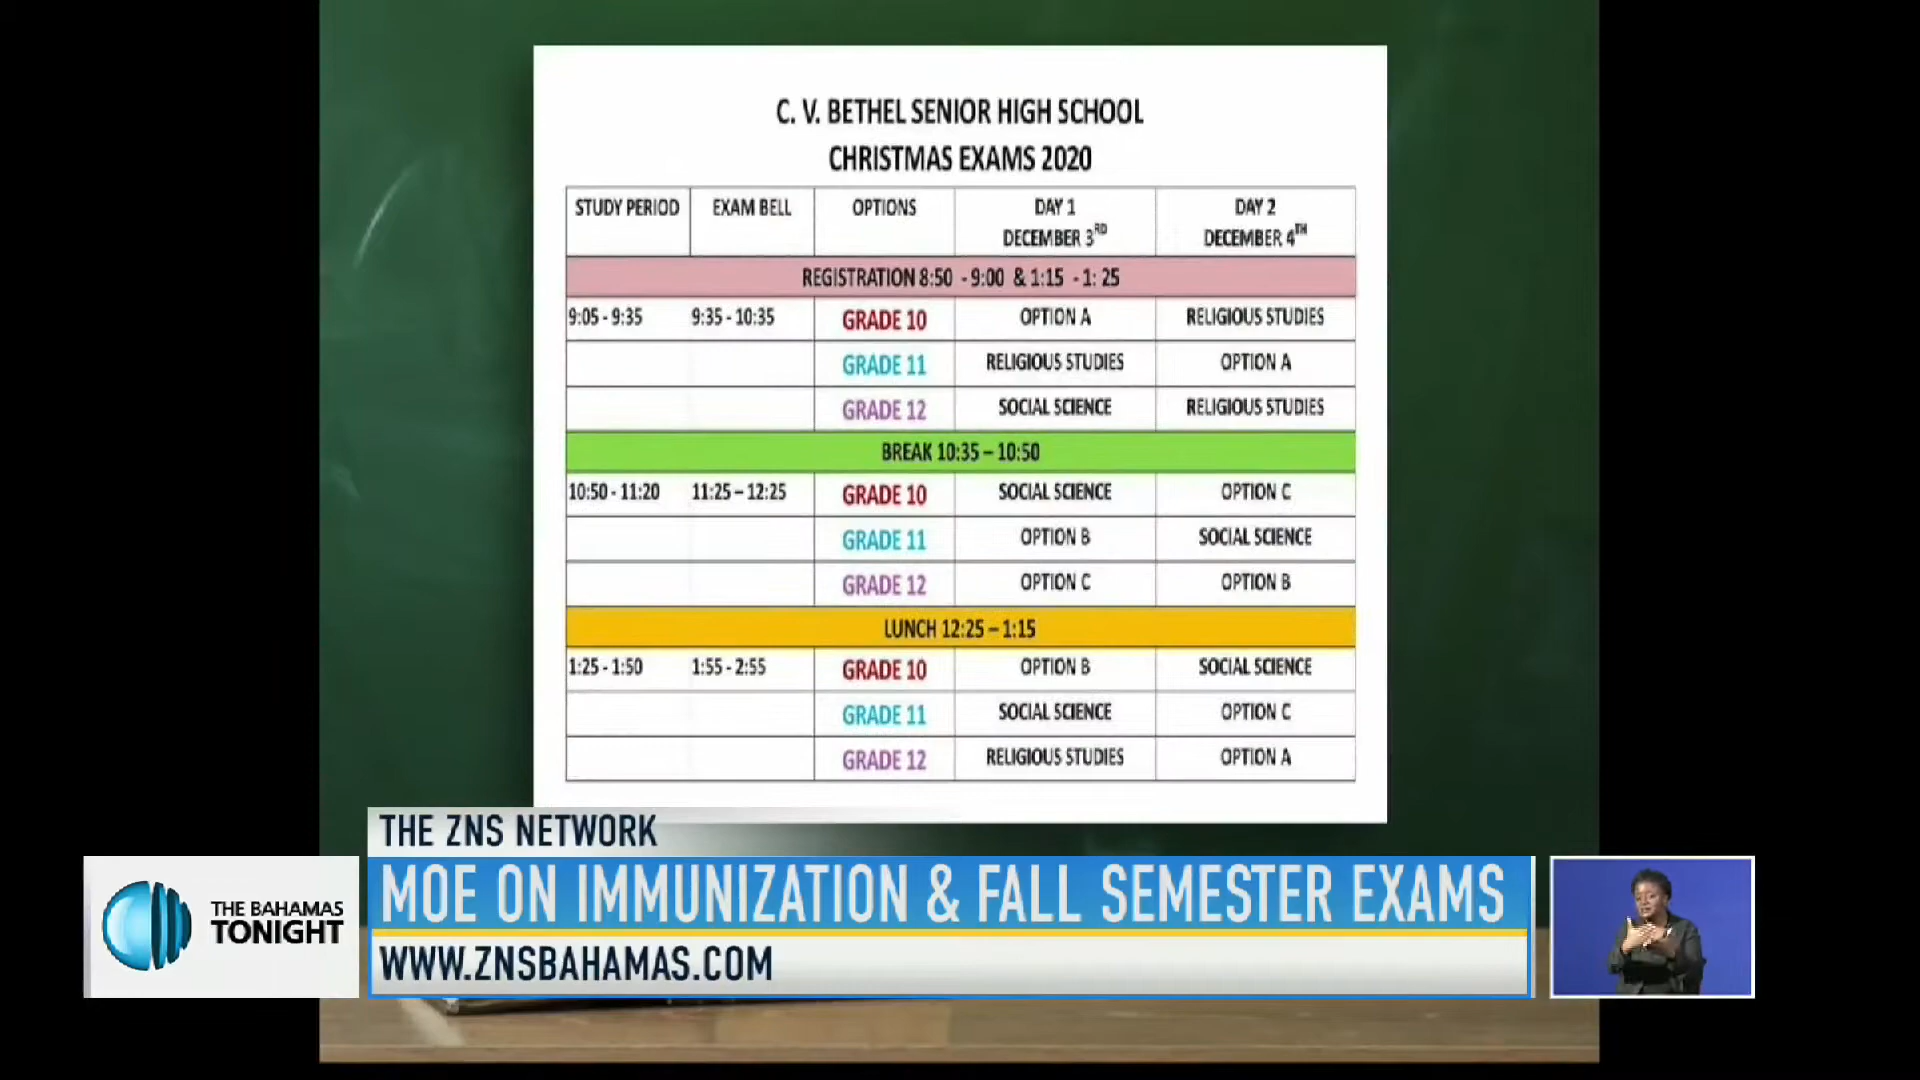 C. V. BETHEL SENIOR HIGH SCHOOL
CHRISTMAS EXAMS 2020
STUDY PERIOD EXAM BELL OPTIONS DAY 1 DECEMBER 3RD DAY 2 DECEMBER 4TH
REGISTRATION 8:50 - 9:00 & 1:15 - 1: 25
9:05 - 9:35 9:35 - 10:35 GRADE 10 OPTION A RELIGIOUS STUDIES
GRADE 11 RELIGIOUS STUDIES OPTION A
GRADE 12 SOCIAL SCIENCE RELIGIOUS STUDIES
BREAK 10:35 – 10:50
10:50 - 11:20 11:25 – 12:25 GRADE 10 SOCIAL SCIENCE OPTION C
GRADE 11 OPTION B SOCIAL SCIENCE
GRADE 12 OPTION C OPTION B
LUNCH 12:25 – 1:15
1:25 - 1:50 1:55 - 2:55 GRADE 10 OPTION B SOCIAL SCIENCE
GRADE 11 SOCIAL SCIENCE OPTION C
GRADE 12 RELIGIOUS STUDIES OPTION A
THE ZNS NETWORK
MOE ON IMMUNIZATION & FALL SEMESTER EXAMS
WWW.ZNSBAHAMAS.COM
THE BAHAMAS
TONIGHT